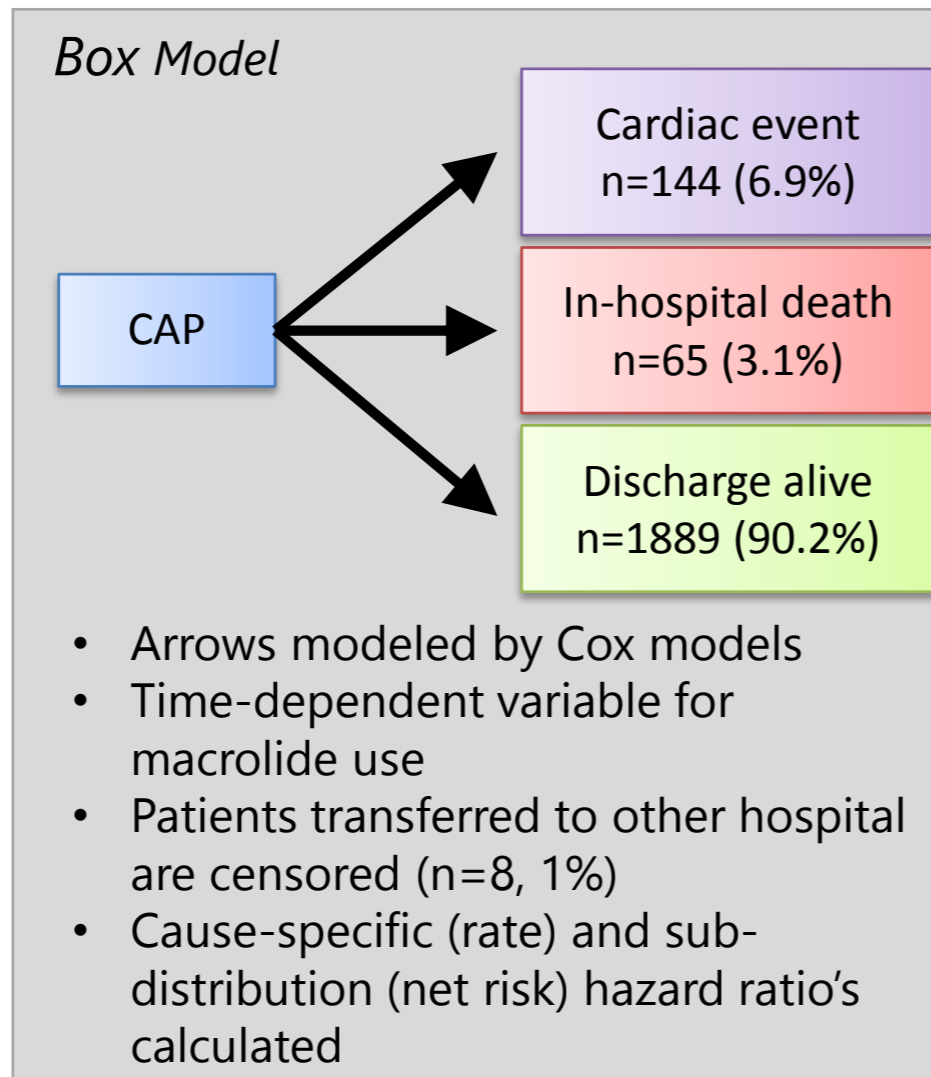 Box Model
Cardiac event
n=144 (6.9%)
CAP
In-hospital death
n=65 (3.1%)
Discharge alive
n=1889 (90.2%)
• Arrows modeled by Cox models
• Time-dependent variable for
macrolide use
• Patients transferred to other hospital
are censored (n=8, 1%)
• Cause-specific (rate) and sub-
distribution (net risk) hazard ratio’s
calculated